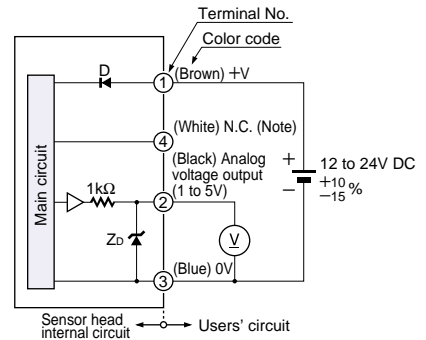 Terminal No.
Color code
D
1
(Brown) +V
4
(White) N.C. (Note)
(Black) Analog
voltage output
(1 to 5V)
Main circuit
1kΩ
2
ZD
V
+
−
12 to 24V DC
+10
−15 %
3
(Blue) 0V
Sensor head
internal circuit
Users' circuit